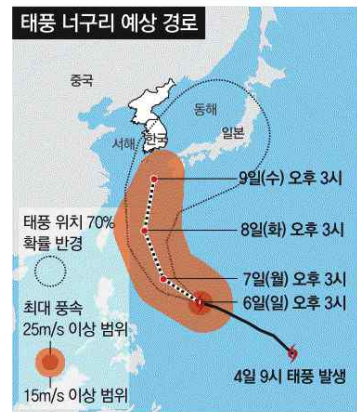 태풍 너구리 예상 경로
중국
동해
서해
한국
일본
9일(수) 오후 3시
태풍 위치 70%
확률 반경
8일(화) 오후 3시
7일(월) 오후 3시
6일(일) 오후 3시
최대 풍속
25m/s 이상 범위
15m/s 이상 범위
4일 9시 태풍 발생